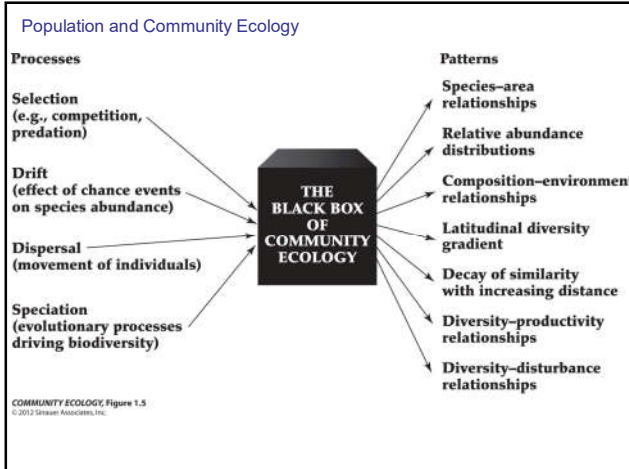 Population and Community Ecology
Processes
Selection
(e.g., competition,
predation)
Drift
(effect of chance events
on species abundance)
Dispersal
(movement of individuals)
Speciation
(evolutionary processes
driving biodiversity)
THE
BLACK BOX
OF
COMMUNITY
ECOLOGY
Patterns
Species–area
relationships
Relative abundance
distributions
Composition–environment
relationships
Latitudinal diversity
gradient
Decay of similarity
with increasing distance
Diversity–productivity
relationships
Diversity–disturbance
relationships
COMMUNITY ECOLOGY, Figure 1.5
© 2012 Sinauer Associates, Inc.